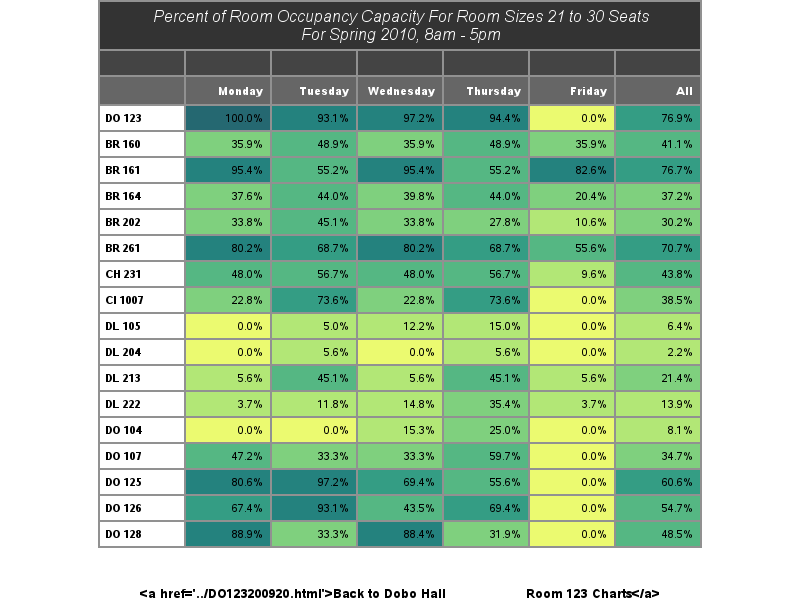 Percent of Room Occupancy Capacity For Room Sizes 21 to 30 Seats
For Spring 2010, 8am - 5pm
Monday Tuesday Wednesday Thursday Friday All
DO 123 100.0% 93.1% 97.2% 94.4% 0.0% 76.9%
BR 160 35.9% 48.9% 35.9% 48.9% 35.9% 41.1%
BR 161 95.4% 55.2% 95.4% 55.2% 82.6% 76.7%
BR 164 37.6% 44.0% 39.8% 44.0% 20.4% 37.2%
BR 202 33.8% 45.1% 33.8% 27.8% 10.6% 30.2%
BR 261 80.2% 68.7% 80.2% 68.7% 55.6% 70.7%
CH 231 48.0% 56.7% 48.0% 56.7% 9.6% 43.8%
CI 1007 22.8% 73.6% 22.8% 73.6% 0.0% 38.5%
DL 105 0.0% 5.0% 12.2% 15.0% 0.0% 6.4%
DL 204 0.0% 5.6% 0.0% 5.6% 0.0% 2.2%
DL 213 5.6% 45.1% 5.6% 45.1% 5.6% 21.4%
DL 222 3.7% 11.8% 14.8% 35.4% 3.7% 13.9%
DO 104 0.0% 0.0% 15.3% 25.0% 0.0% 8.1%
DO 107 47.2% 33.3% 33.3% 59.7% 0.0% 34.7%
DO 125 80.6% 97.2% 69.4% 55.6% 0.0% 60.6%
DO 126 67.4% 93.1% 43.5% 69.4% 0.0% 54.7%
DO 128 88.9% 33.3% 88.4% 31.9% 0.0% 48.5%
<a href='../DO123200920.html'>Back to Dobo Hall Room 123 Charts</a>